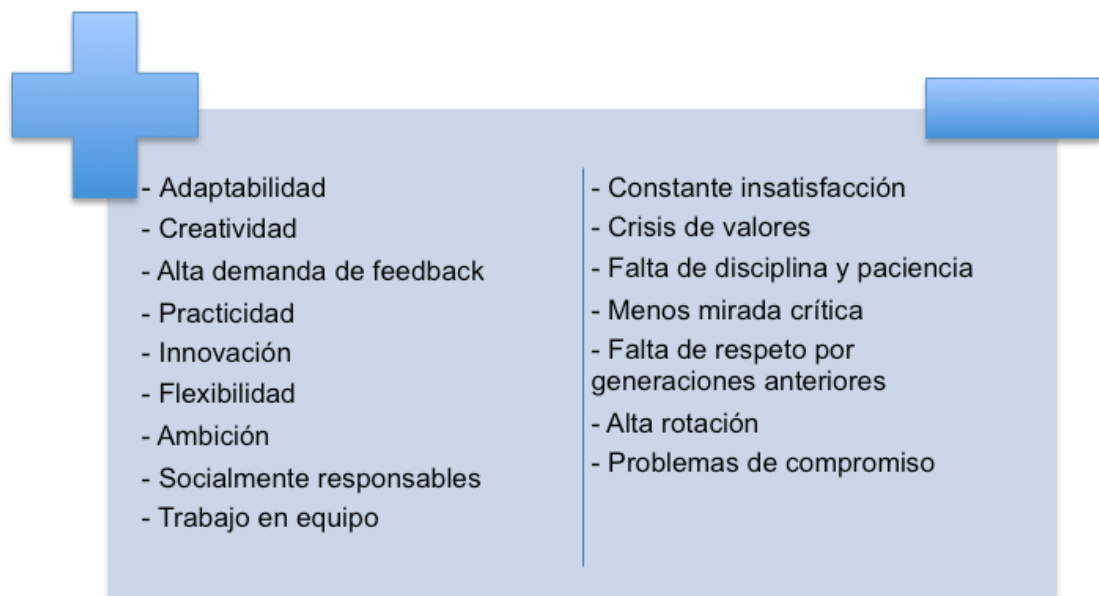 - Adaptabilidad
- Creatividad
- Alta demanda de feedback
- Practicidad
- Innovación
- Flexibilidad
- Ambición
- Socialmente responsables
- Trabajo en equipo
- Constante insatisfacción
- Crisis de valores
- Falta de disciplina y paciencia
- Menos mirada crítica
- Falta de respeto por
generaciones anteriores
- Alta rotación
- Problemas de compromiso